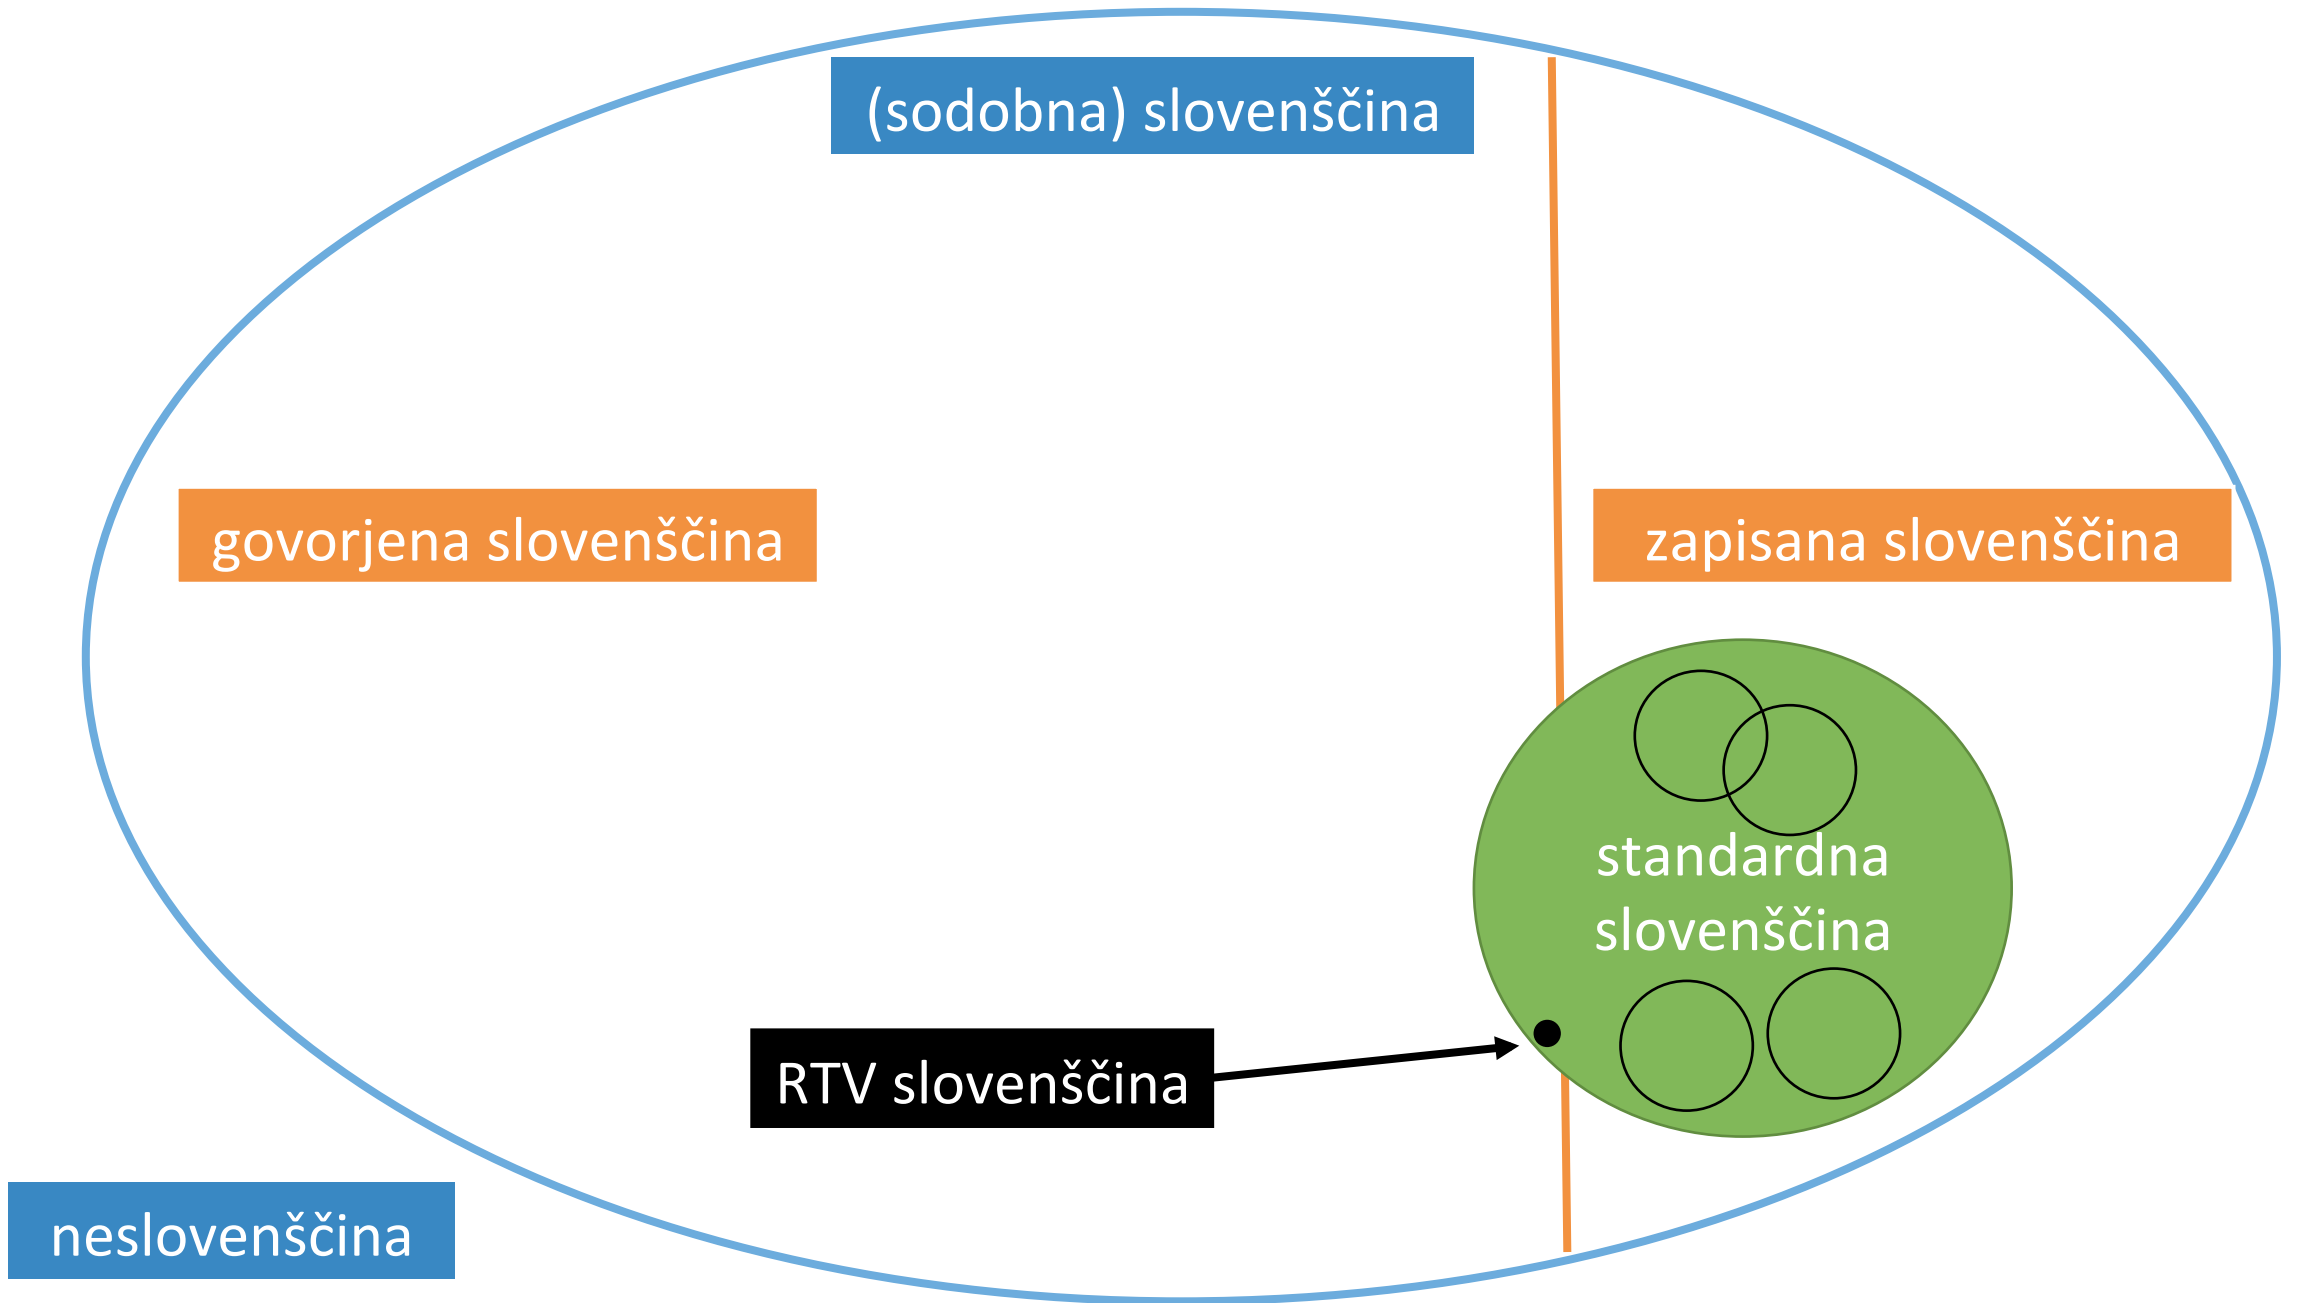 (sodobna) slovenščina
govorjena slovenščina
zapisana slovenščina
standardna
slovenščina
RTV slovenščina
neslovenščina